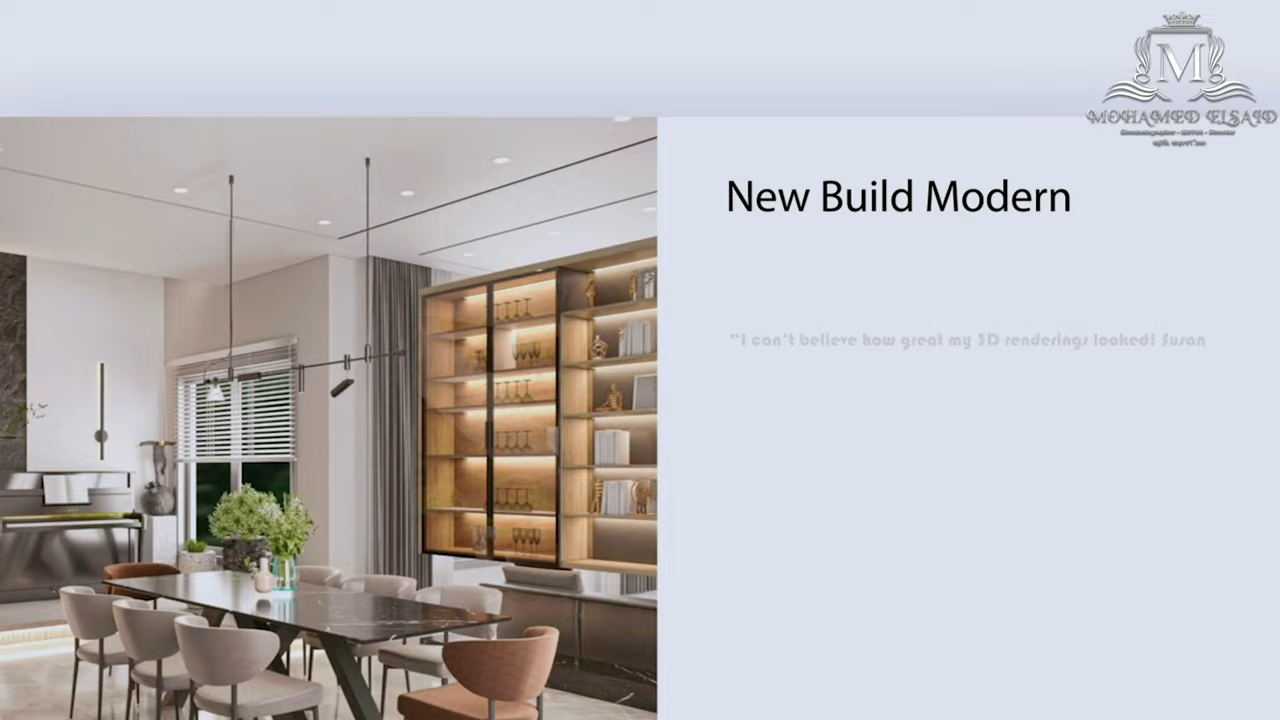 M
MOHAMED ELSAID
New Build Modern
"I can't believe how great my 3D renderings looked! Susan